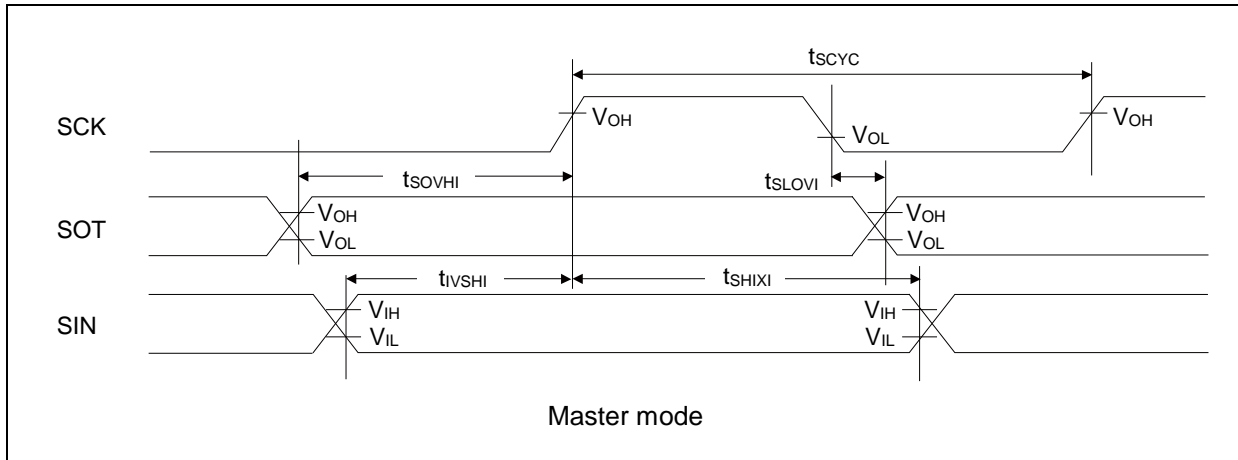 tSCYC
SCK
VOH
VOL
VOH
tSOVHI
tSLOVI
SOT
VOH
VOL
VOH
VOL
tIVSHI
tSHIXI
SIN
VIH
VIL
VIH
VIL
Master mode